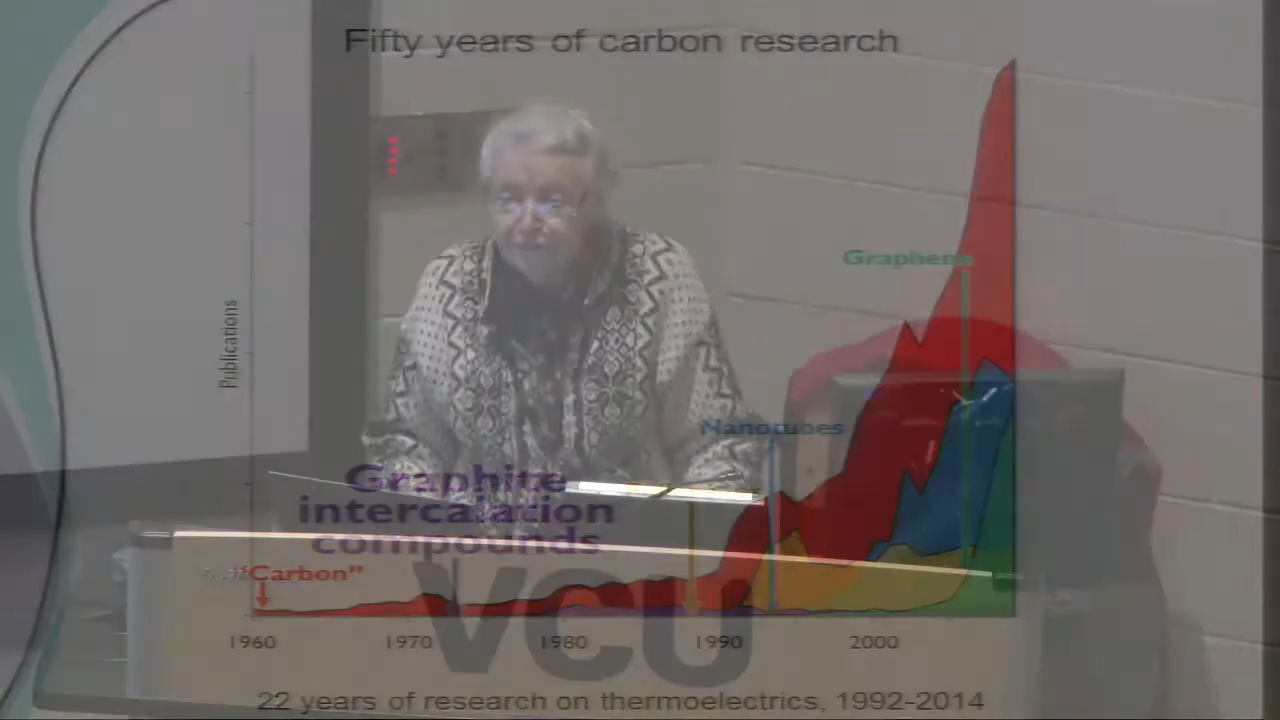 Fifty years of carbon research
Publications
Graphene
Nanotubes
Graphite
intercalation
compounds
"Carbon"
VCU
1960 1970 1980 1990 2000
22 years of research on thermoelectrics, 1992-2014